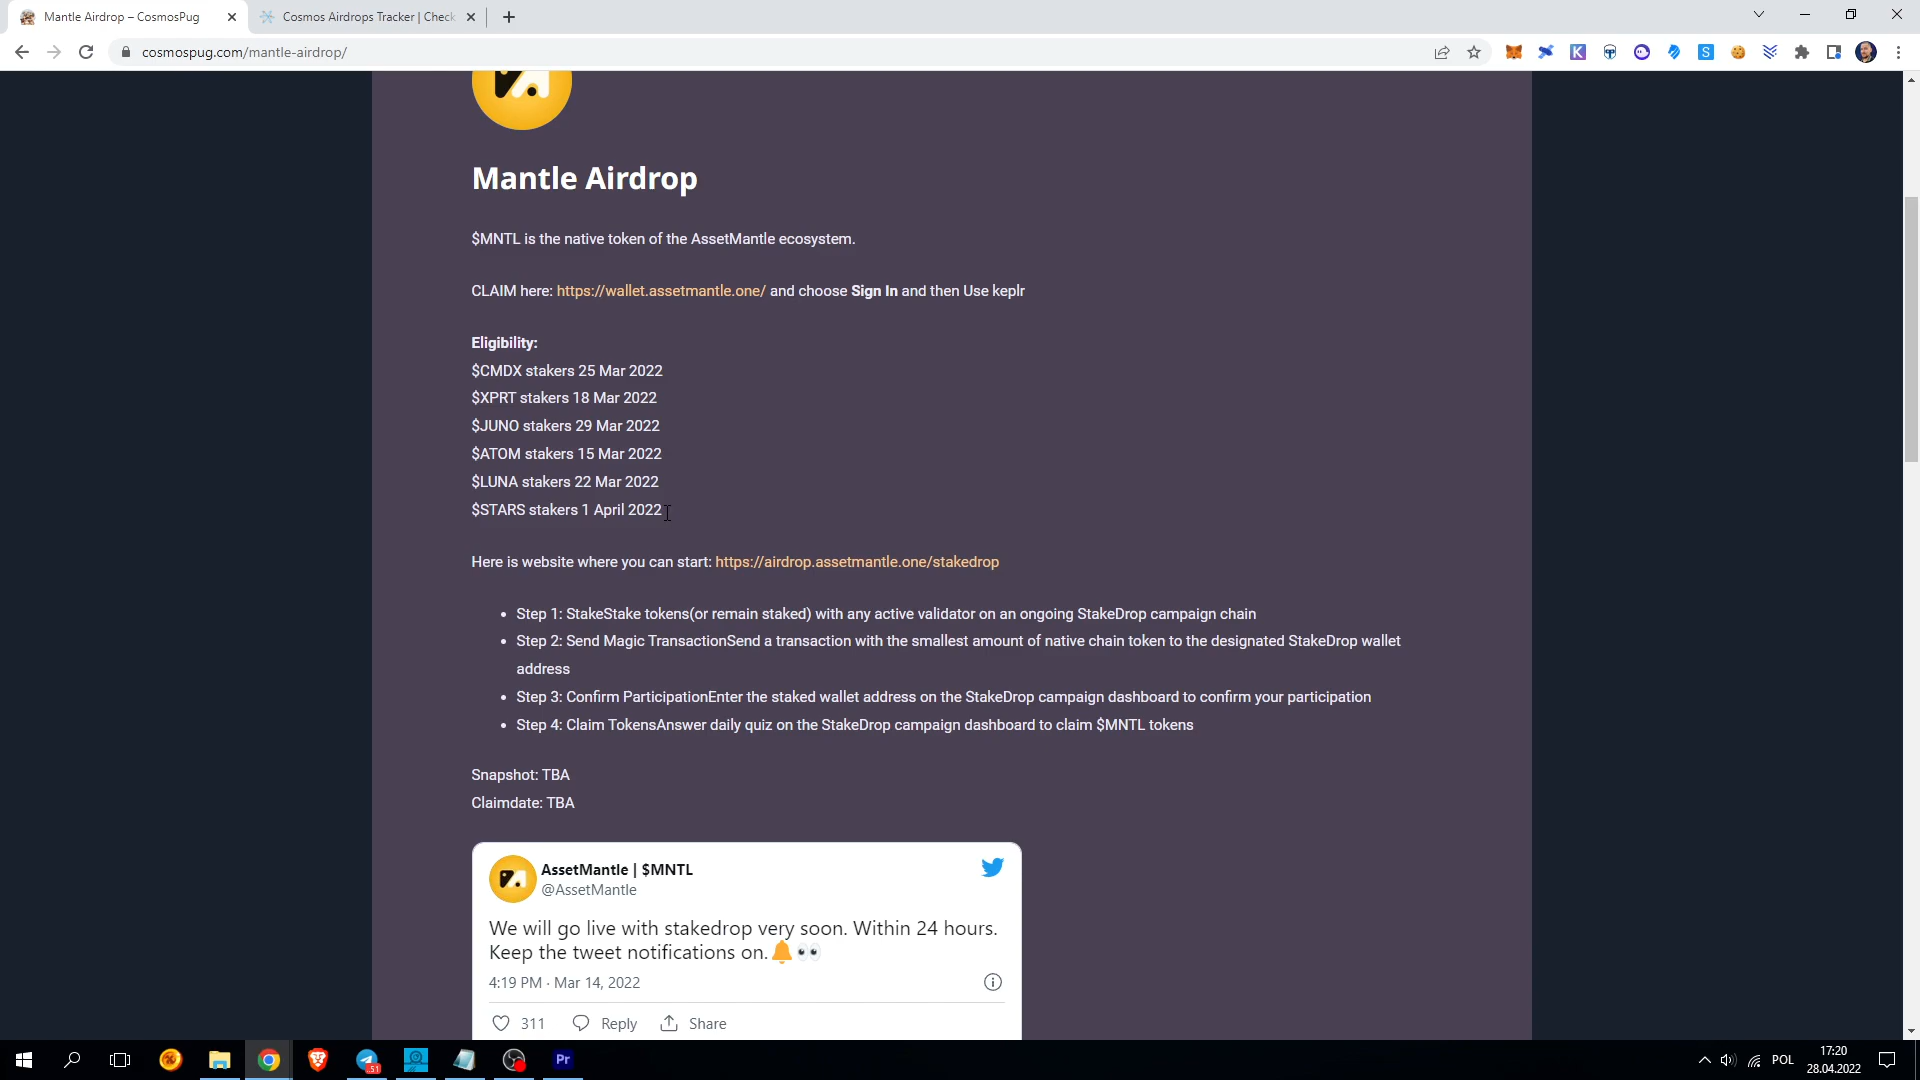 Mantle Airdrop – CosmosPug
Cosmos Airdrops Tracker | Check
cosmospug.com/mantle-airdrop/
Mantle Airdrop
$MNTL is the native token of the AssetMantle ecosystem.
CLAIM here: https://wallet.assetmantle.one/ and choose Sign In and then Use keplr
Eligibility:
$CMDX stakers 25 Mar 2022
$XPRT stakers 18 Mar 2022
$JUNO stakers 29 Mar 2022
$ATOM stakers 15 Mar 2022
$LUNA stakers 22 Mar 2022
$STARS stakers 1 April 2022
Here is website where you can start: https://airdrop.assetmantle.one/stakedrop
• Step 1: StakeStake tokens(or remain staked) with any active validator on an ongoing StakeDrop campaign chain
• Step 2: Send Magic TransactionSend a transaction with the smallest amount of native chain token to the designated StakeDrop wallet
address
• Step 3: Confirm ParticipationEnter the staked wallet address on the StakeDrop campaign dashboard to confirm your participation
• Step 4: Claim TokensAnswer daily quiz on the StakeDrop campaign dashboard to claim $MNTL tokens
Snapshot: TBA
Claimdate: TBA
AssetMantle | $MNTL
@AssetMantle
We will go live with stakedrop very soon. Within 24 hours.
Keep the tweet notifications on.🔔👀
4:19 PM · Mar 14, 2022
311 Reply Share
51
Pr
POL
17:20
28.04.2022